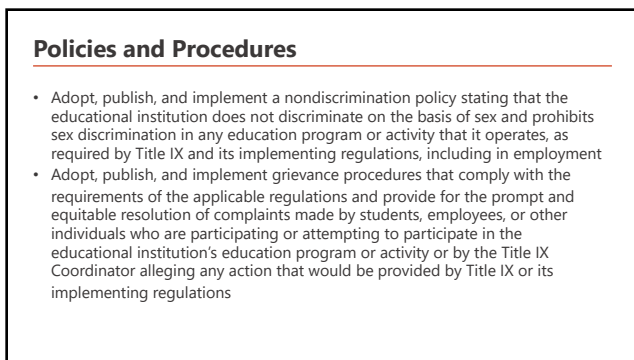 Policies and Procedures
• Adopt, publish, and implement a nondiscrimination policy stating that the
educational institution does not discriminate on the basis of sex and prohibits
sex discrimination in any education program or activity that it operates, as
required by Title IX and its implementing regulations, including in employment
• Adopt, publish, and implement grievance procedures that comply with the
requirements of the applicable regulations and provide for the prompt and
equitable resolution of complaints made by students, employees, or other
individuals who are participating or attempting to participate in the
educational institution's education program or activity or by the Title IX
Coordinator alleging any action that would be provided by Title IX or its
implementing regulations